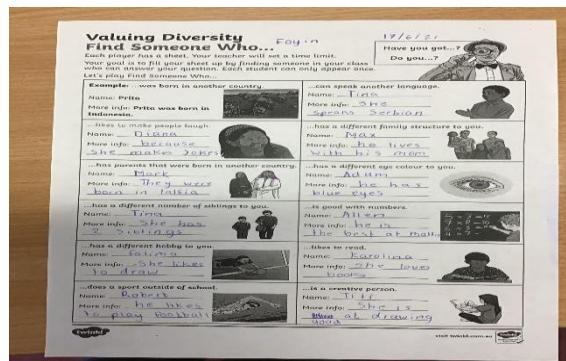 Valuing Diversity
Find Someone Who...
Foyin
17/6/21
Each player has a sheet. Your teacher will set a time limit.
Your goal is to fill your sheet up by finding someone in your class
who can answer your question. Each student can only appear once.
Let's play Find Someone Who...
Have you got...?
Do you...?
Example: ...was born in another country.
Name: Prita
More info: Prita was born in
Indonesia.
...can speak another language.
Name: Tina
More info: She
speaks Serbian
...likes to make people laugh.
Name: Diana
More info: because
she makes jokes
...has a different family structure to you.
Name: Max
More info: he lives
with his mom
...has parents that were born in another country.
Name: Mark
More info: They were
born in
...has a different eye colour to you.
Name: Adam
More info: he has
blue eyes
...has a different number of siblings to you.
Name: Tina
More info: She has
2 siblings
...is good with numbers.
Name: Allen
More info: he is
the best at math
...has a different hobby to you.
Name: Fatima
More info: She likes
to draw
...likes to read.
Name: Karolina
More info: She loves
books
...does a sport outside of school.
Name: Robert
More info: he likes
to play football
...is a creative person.
Name:
More info: She is
good at drawing
twinkl
visit twinkl.com.au